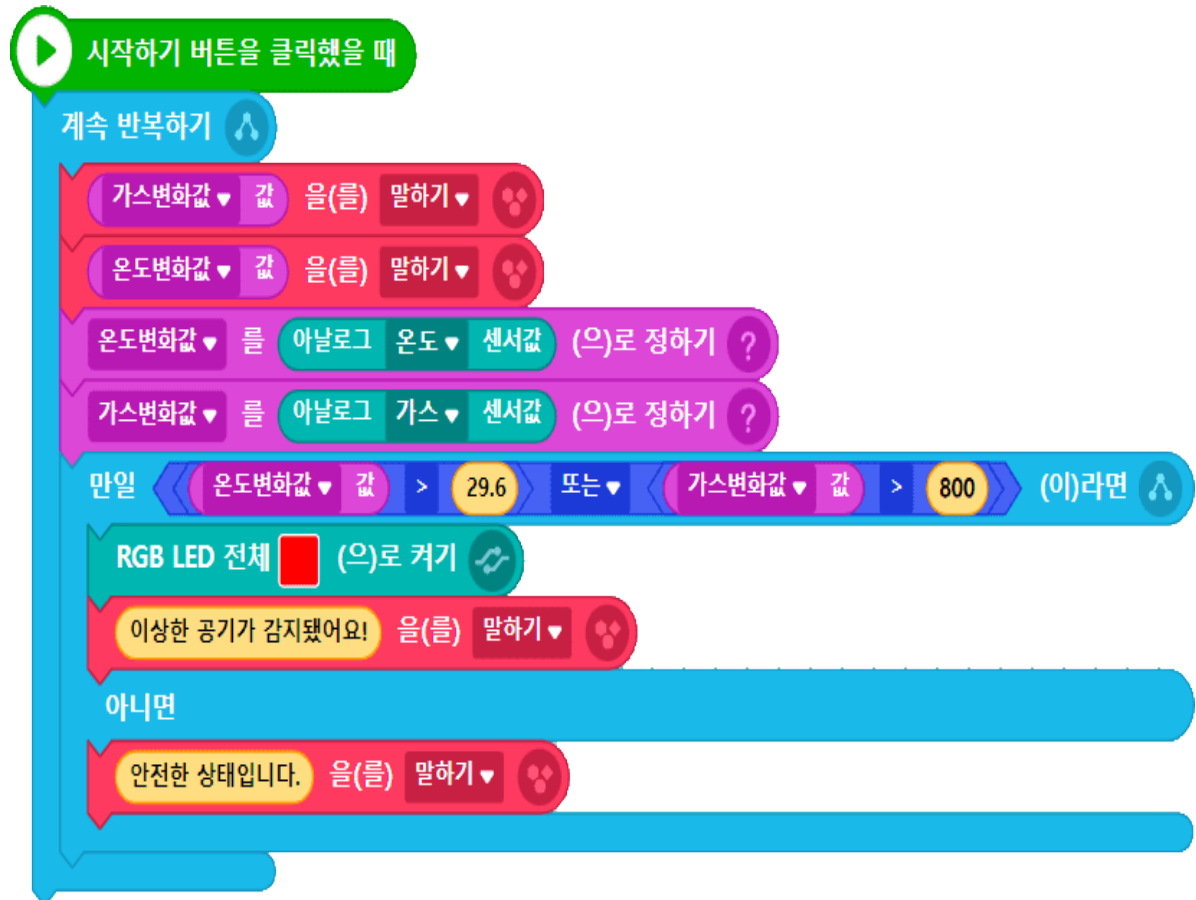 시작하기 버튼을 클릭했을 때
계속 반복하기
가스변화값 값 을(를) 말하기
온도변화값 값 을(를) 말하기
온도변화값 를 아날로그 온도 센서값 (으)로 정하기 ?
가스변화값 를 아날로그 가스 센서값 (으)로 정하기 ?
만일 온도변화값 값 > 29.6 또는 가스변화값 값 > 800 (이)라면
RGB LED 전체 (으)로 켜기
이상한 공기가 감지됐어요! 을(를) 말하기
아니면
안전한 상태입니다. 을(를) 말하기